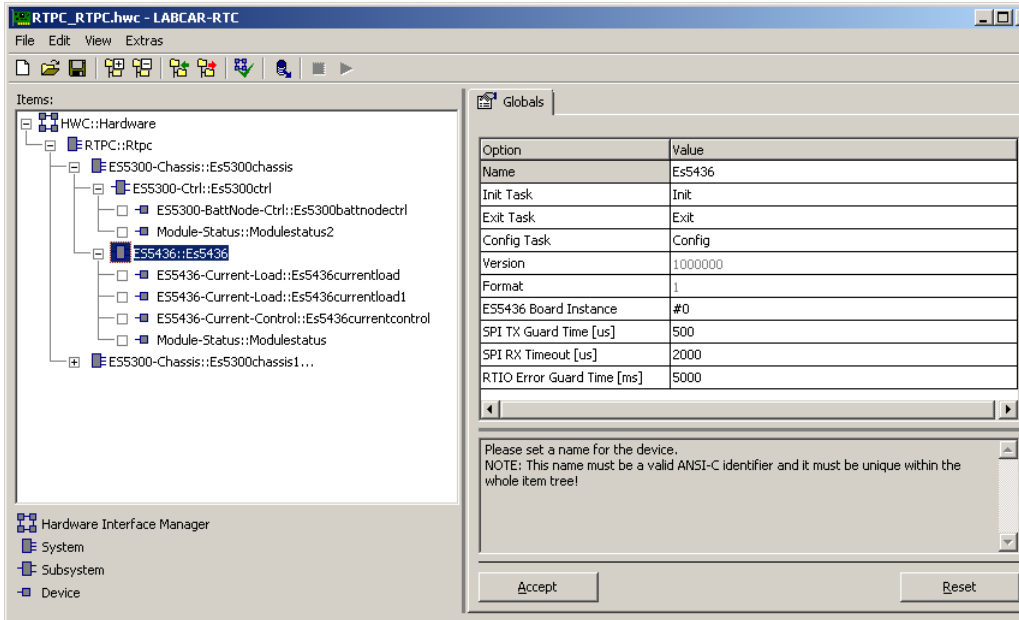 RTPC_RTPC.hwc - LABCAR-RTC
File Edit View Extras
Items:
HWC::Hardware
RTPC::Rtpc
ES5300-Chassis::Es5300chassis
ES5300-Ctrl::Es5300ctrl
ES5300-BattNode-Ctrl::Es5300battnodectrl
Module-Status::Modulestatus2
ES5436::Es5436
ES5436-Current-Load::Es5436currentload
ES5436-Current-Load::Es5436currentload1
ES5436-Current-Control::Es5436currentcontrol
Module-Status::Modulestatus
ES5300-Chassis::Es5300chassis1...
Hardware Interface Manager
System
Subsystem
Device
Globals
Option Value
Name Es5436
Init Task Init
Exit Task Exit
Config Task Config
Version 1000000
Format 1
ES5436 Board Instance #0
SPI TX Guard Time [us] 500
SPI RX Timeout [us] 2000
RTIO Error Guard Time [ms] 5000
Please set a name for the device.
NOTE: This name must be a valid ANSI-C identifier and it must be unique within the
whole item tree!
Accept Reset